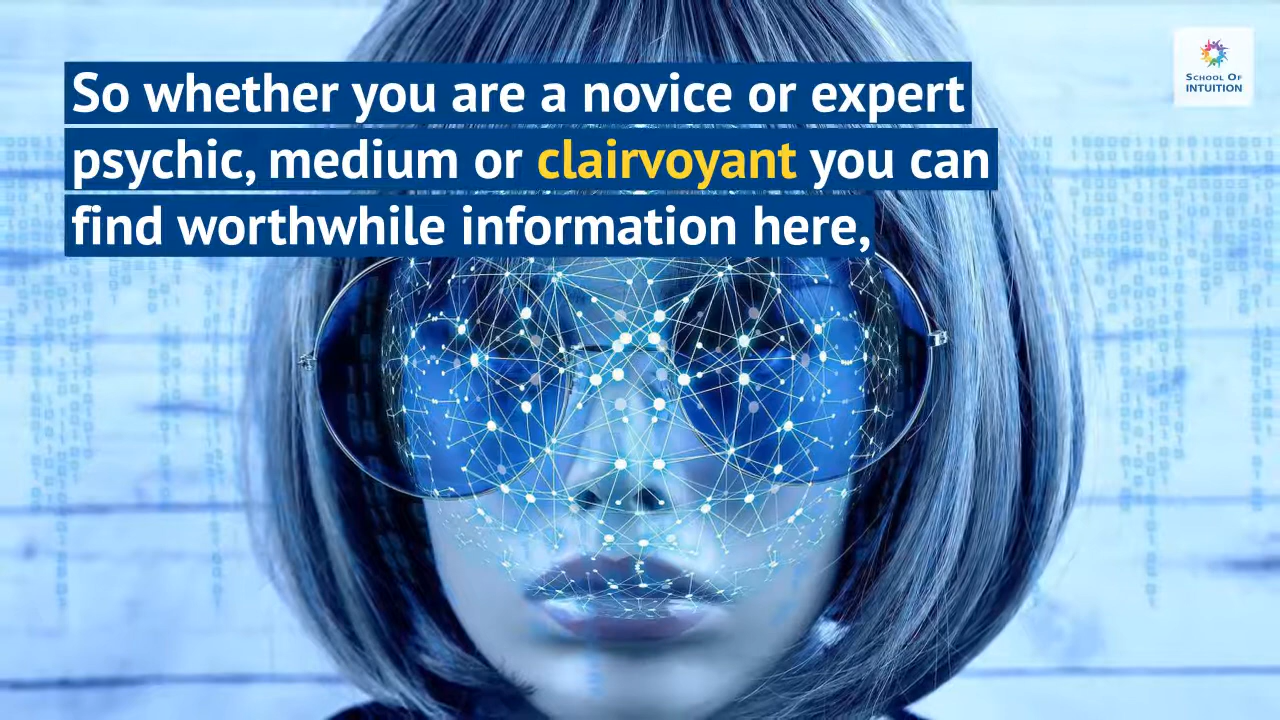 So whether you are a novice or expert
psychic, medium or clairvoyant you can
find worthwhile information here,
SCHOOL OF
INTUITION